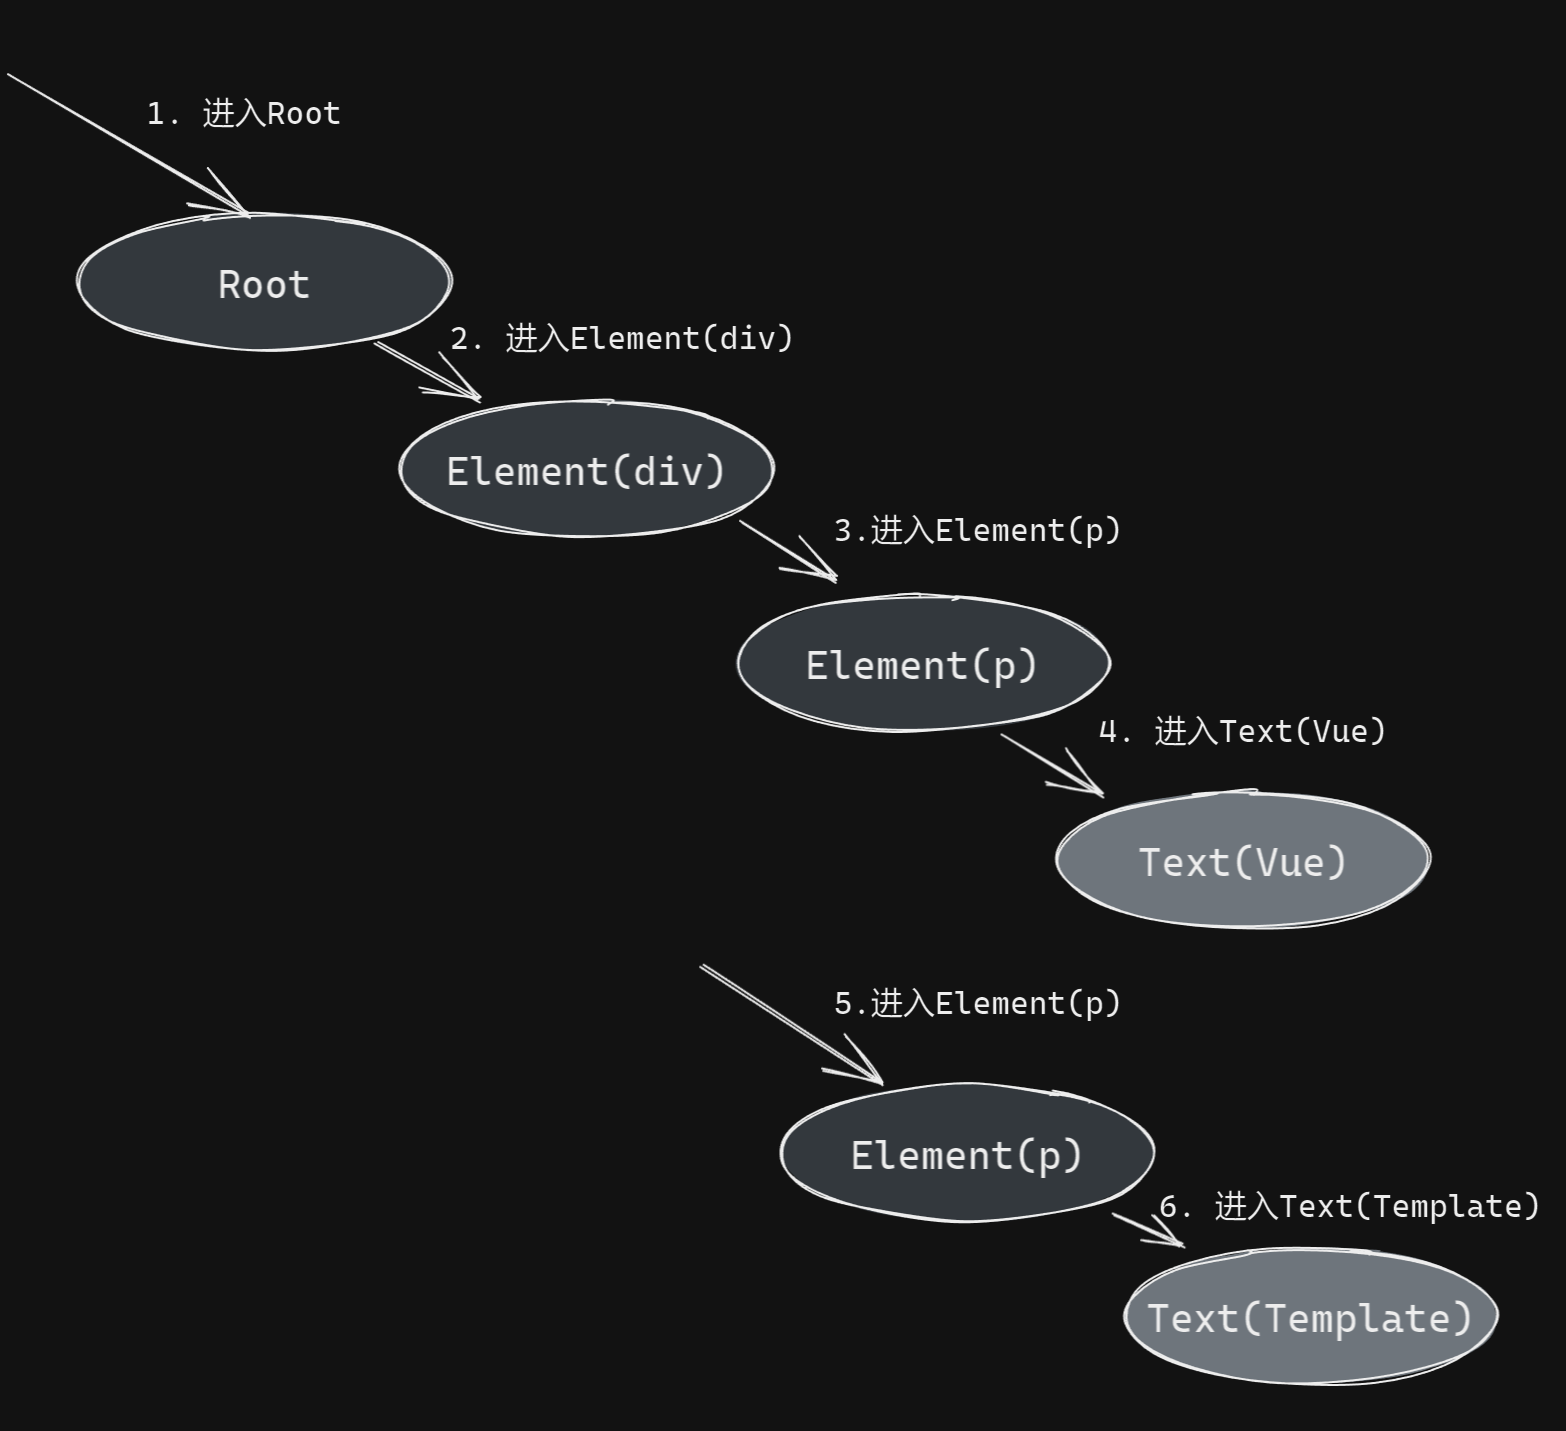 1. 进入Root
Root
2. 进入Element(div)
Element(div)
3.进入Element(p)
Element(p)
4. 进入Text(Vue)
Text(Vue)
5.进入Element(p)
Element(p)
6. 进入Text(Template)
Text(Template)